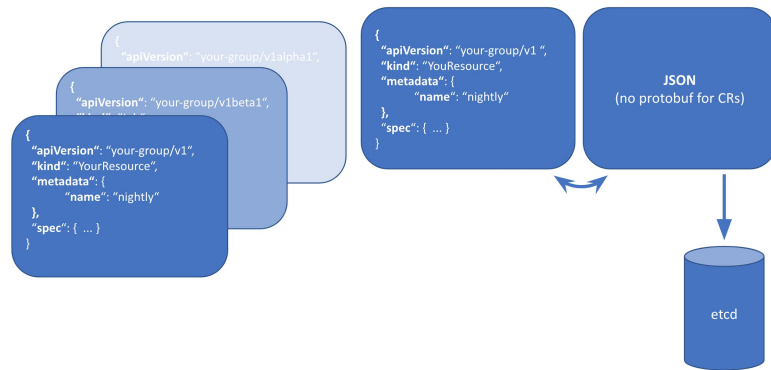 {
“apiVersion“: “your-group/v1alpha1“,
{
“apiVersion“: “your-group/v1beta1“,
{
“apiVersion“: “your-group/v1“,
“kind“: “YourResource“,
“metadata“: {
“name“: “nightly“
},
“spec“: { ... }
}
{
“apiVersion“: “your-group/v1 “,
“kind“: “YouResource“,
“metadata“: {
“name“: “nightly“
},
“spec“: { ... }
}
JSON
(no protobuf for CRs)
etcd